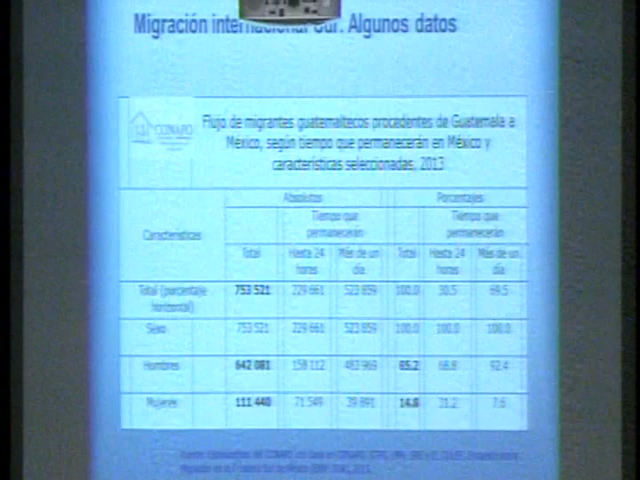 Migración internacional Sur. Algunos datos
CONAPO
Flujo de migrantes guatemaltecos procedentes de Guatemala a
México, según tiempo que permanecerán en México y
características seleccionadas, 2013
Absolutos Porcentajes
Características
Tiempo que permanecerán Tiempo que permanecerán
Total Hasta 24 horas Más de un día Total Hasta 24 horas Más de un día
Total (porcentaje horizontal) 753 521 229 661 523 859 100.0 30.5 69.5
Sexo 753 521 229 661 523 859 100.0 100.0 100.0
Hombres 642 081 158 112 483 969 85.2 68.8 92.4
Mujeres 111 440 71 549 39 891 14.8 31.2 7.6